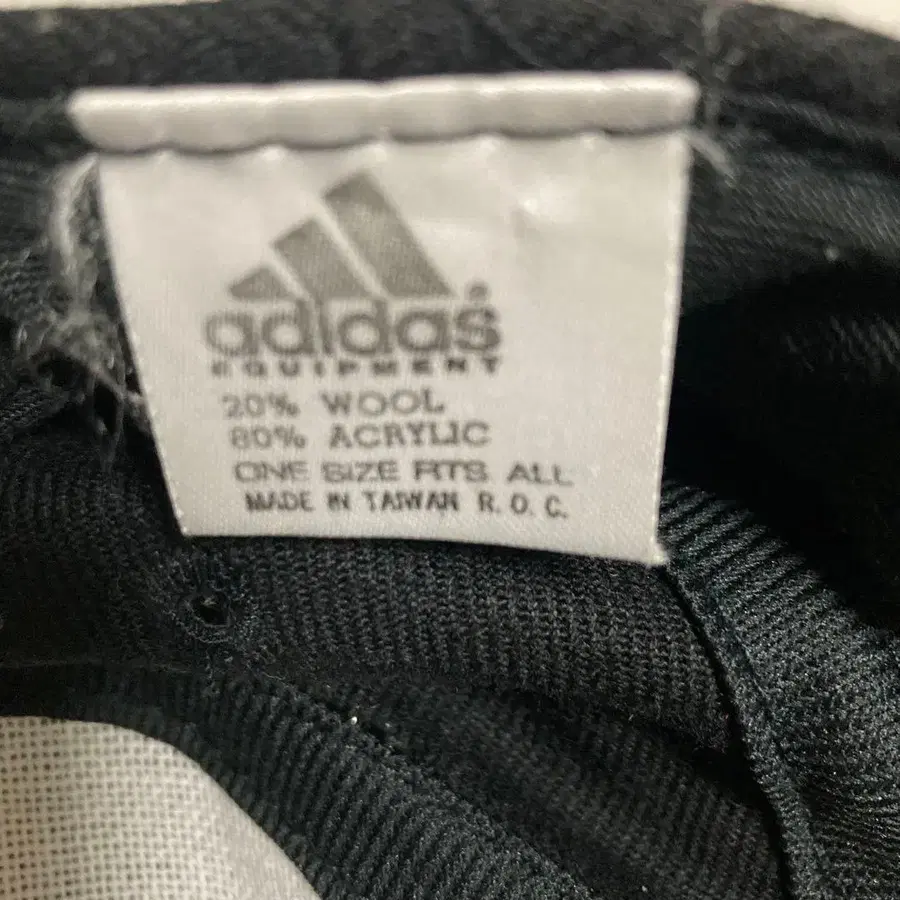 adidas®
EQUIPMENT
20% WOOL
80% ACRYLIC
ONE SIZE FITS ALL
MADE IN TAIWAN R.O.C.